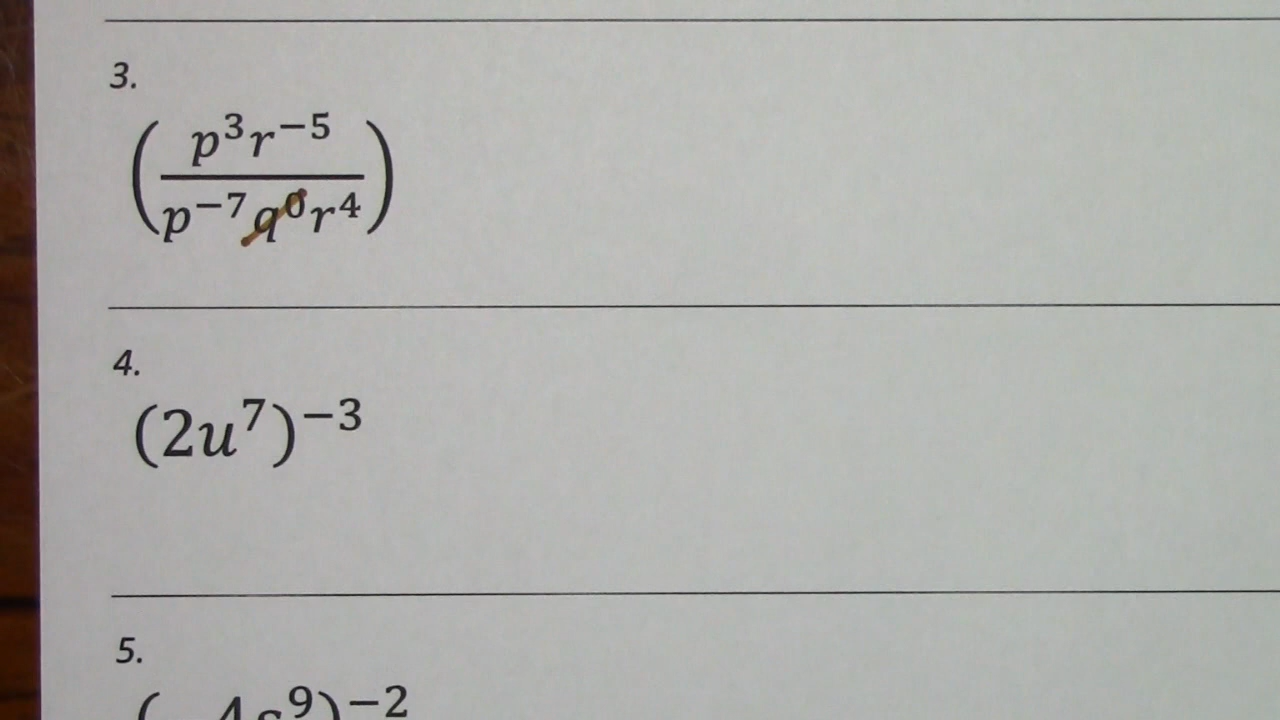 3.
(p³r⁻⁵ / p⁻⁷q⁰r⁴)
4.
(2u⁷)⁻³
5.